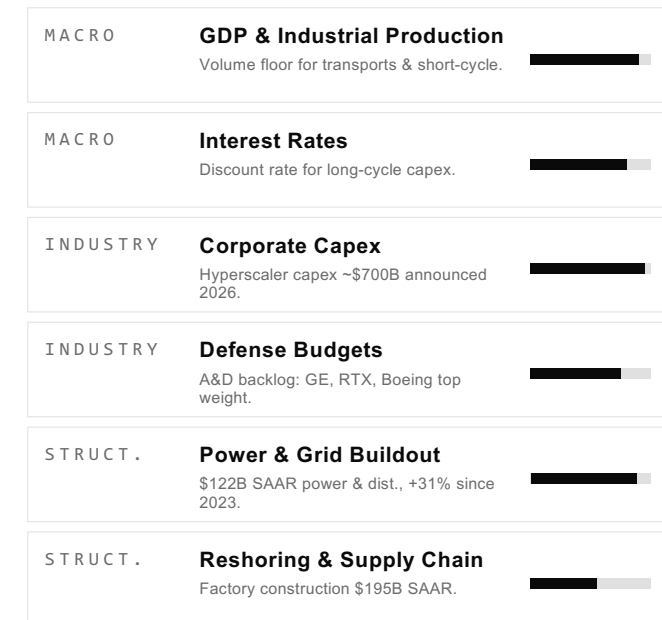 MACRO
GDP & Industrial Production
Volume floor for transports & short-cycle.
MACRO
Interest Rates
Discount rate for long-cycle capex.
INDUSTRY
Corporate Capex
Hyperscaler capex ~$700B announced
2026.
INDUSTRY
Defense Budgets
A&D backlog: GE, RTX, Boeing top
weight.
STRUCT.
Power & Grid Buildout
$122B SAAR power & dist., +31% since
2023.
STRUCT.
Reshoring & Supply Chain
Factory construction $195B SAAR.